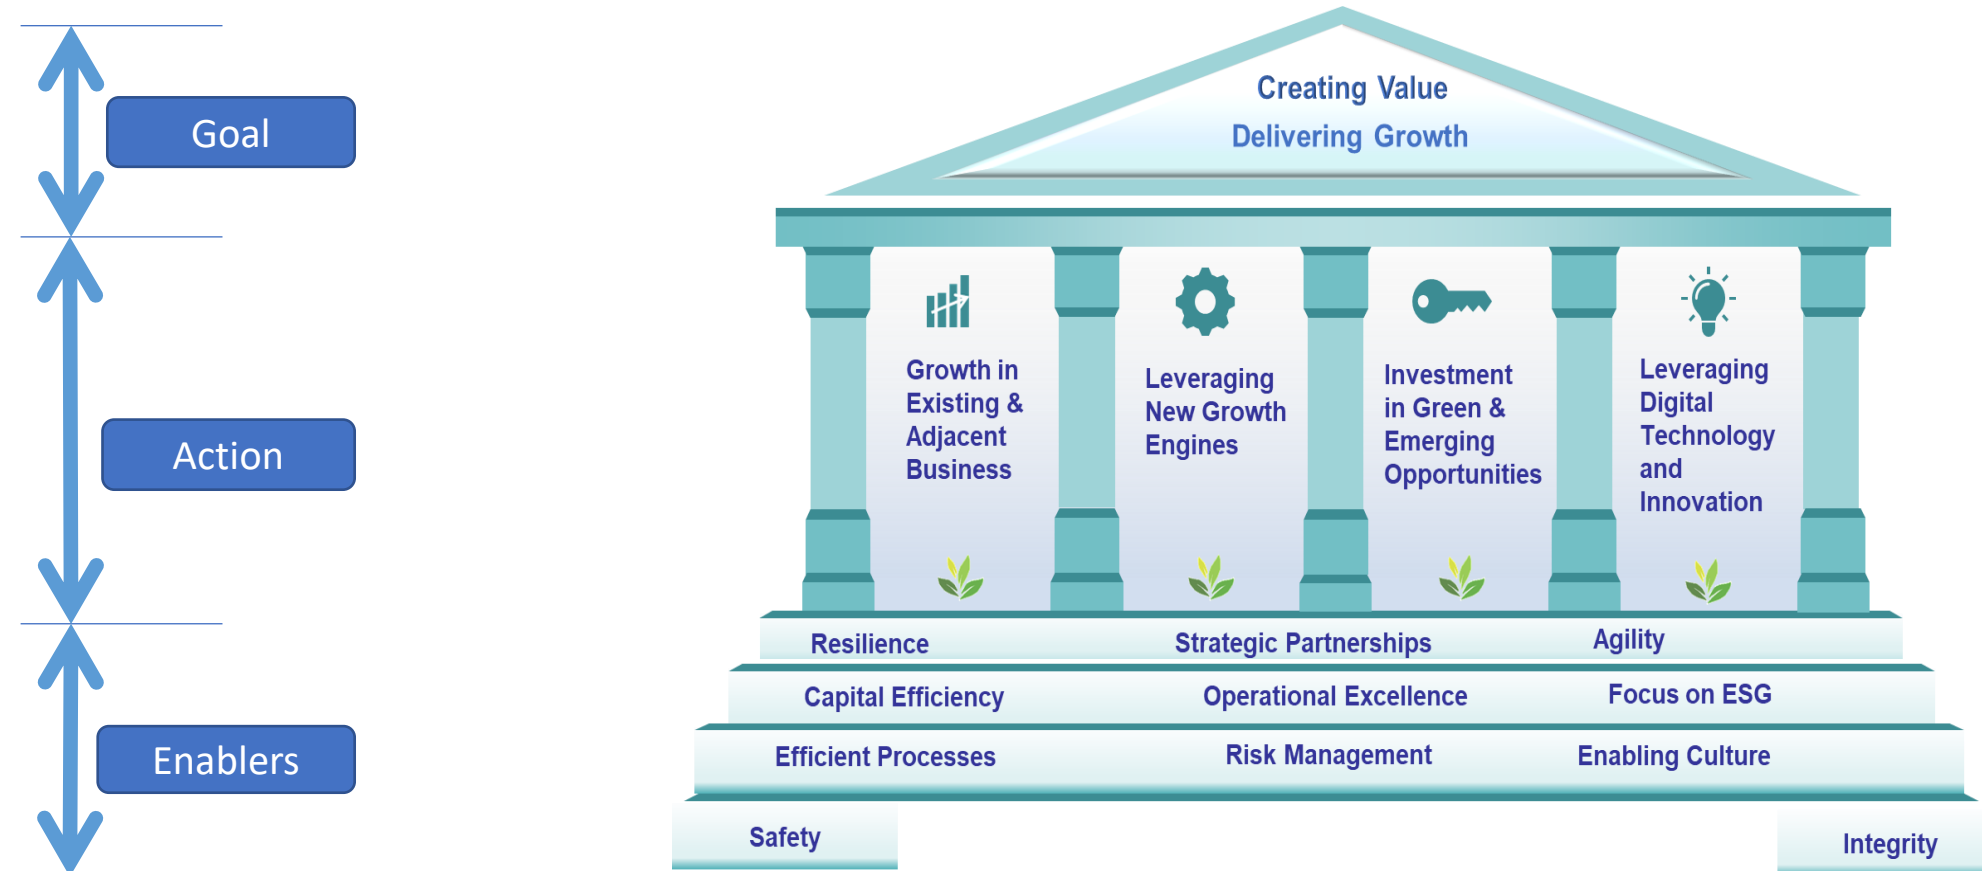 Goal
Creating Value
Delivering Growth
Action
Growth in
Existing &
Adjacent
Business
Leveraging
New Growth
Engines
Investment
in Green &
Emerging
Opportunities
Leveraging
Digital
Technology
and
Innovation
Enablers
Resilience Strategic Partnerships Agility
Capital Efficiency Operational Excellence Focus on ESG
Efficient Processes Risk Management Enabling Culture
Safety Integrity